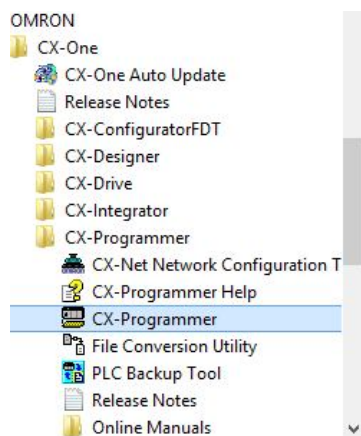 OMRON
CX-One
CX-One Auto Update
Release Notes
CX-ConfiguratorFDT
CX-Designer
CX-Drive
CX-Integrator
CX-Programmer
CX-Net Network Configuration T
CX-Programmer Help
CX-Programmer
File Conversion Utility
PLC Backup Tool
Release Notes
Online Manuals